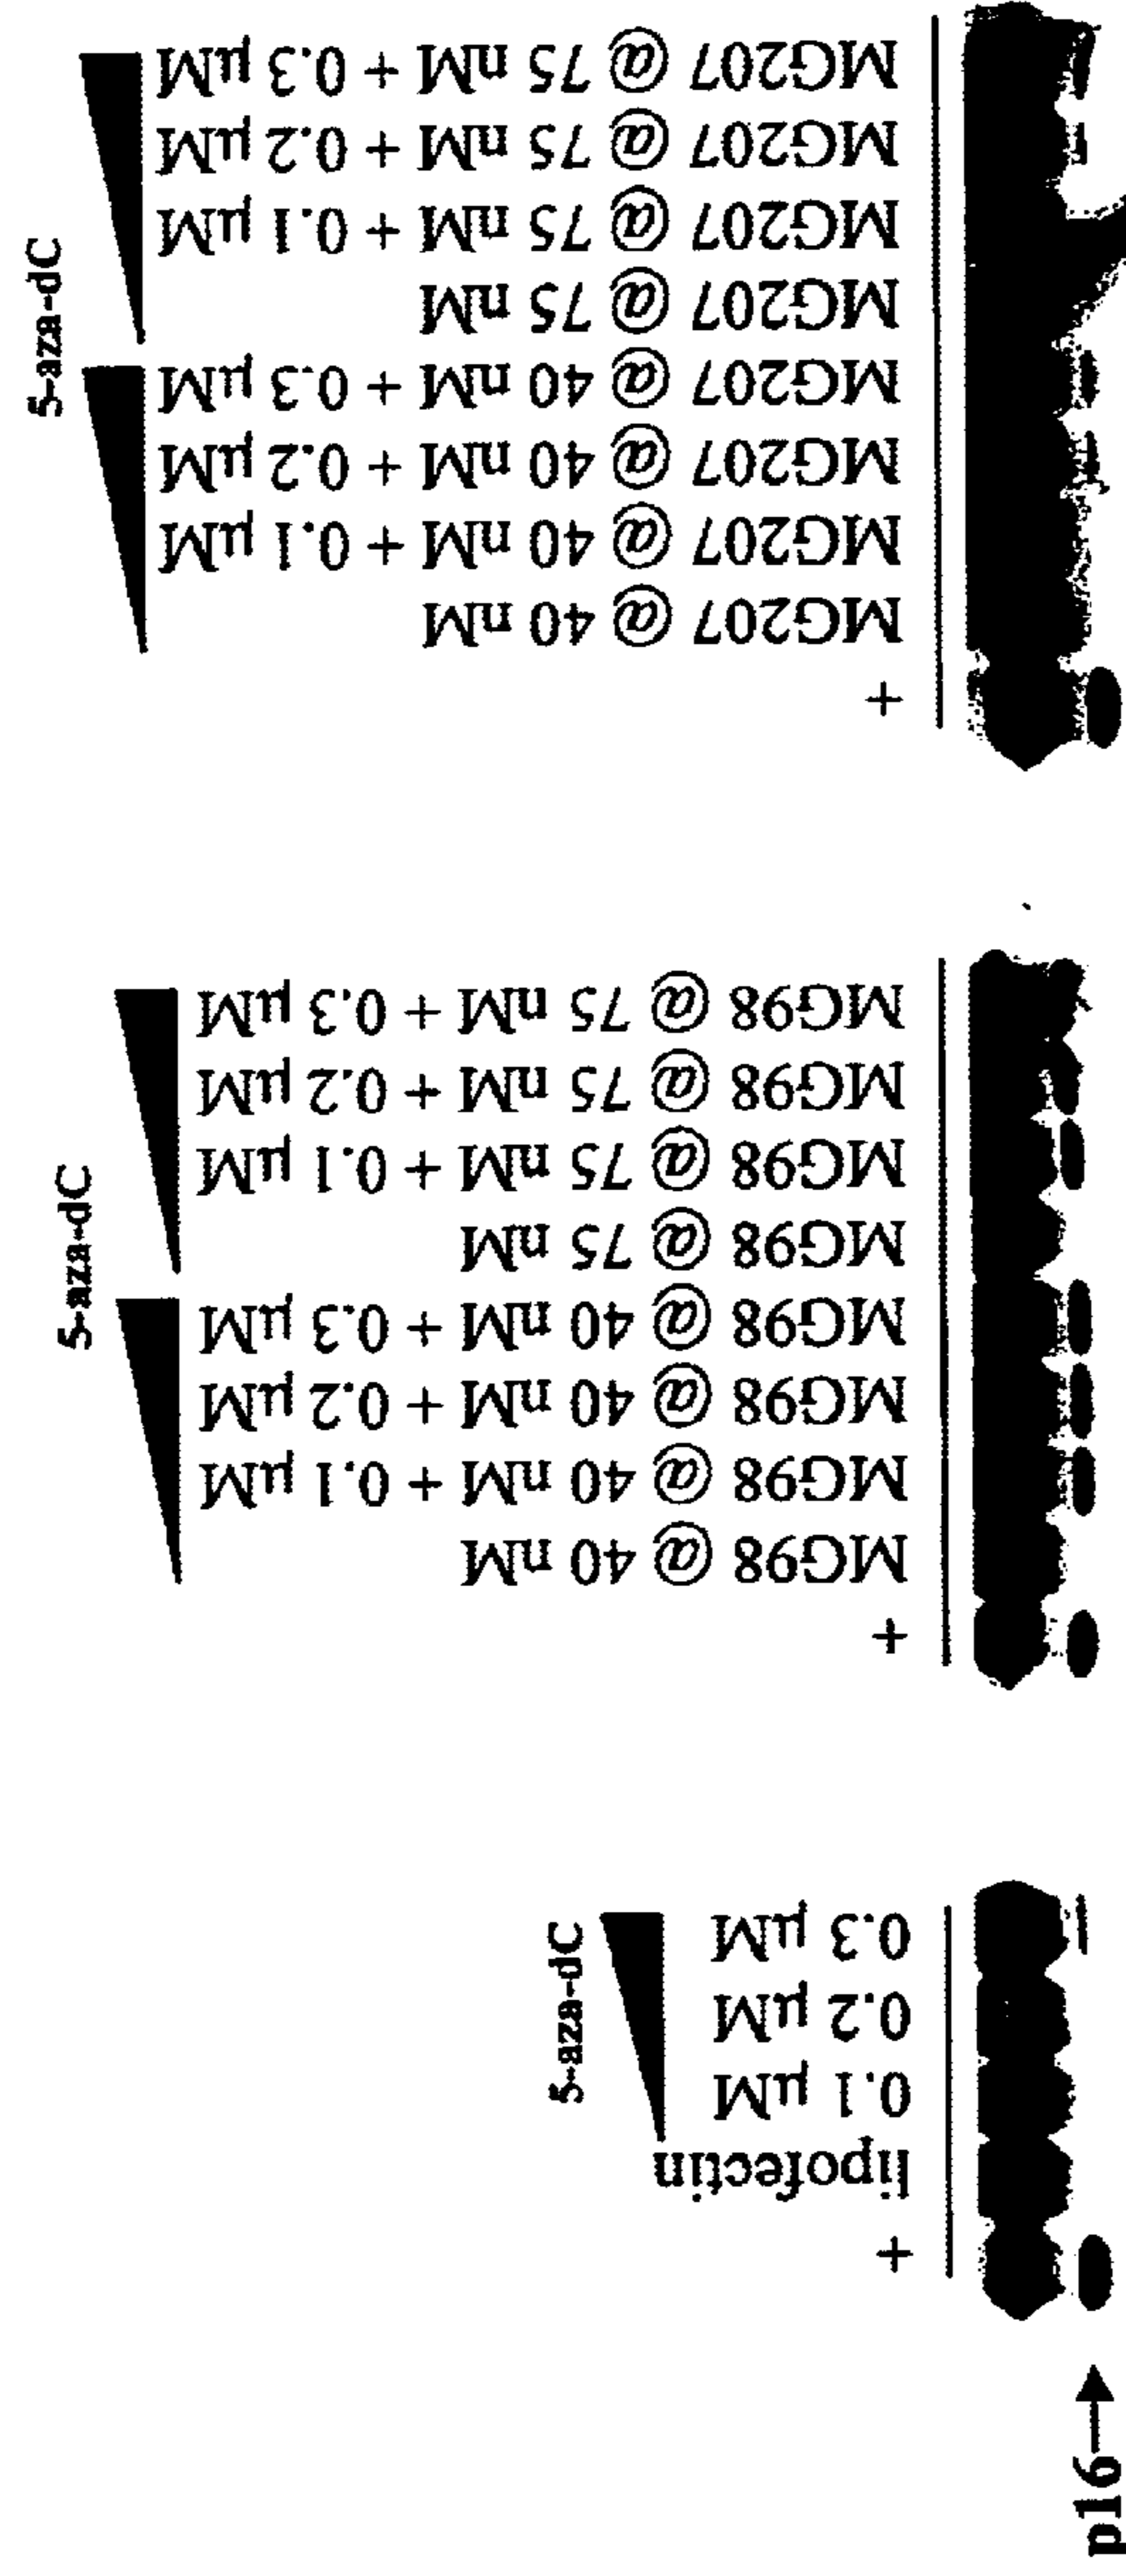 5-aza-dC
+
lipofectin
0.1 µM
0.2 µM
0.3 µM
5-aza-dC
+
MG98 @ 40 nM
MG98 @ 40 nM + 0.1 µM
MG98 @ 40 nM + 0.2 µM
MG98 @ 40 nM + 0.3 µM
MG98 @ 75 nM
MG98 @ 75 nM + 0.1 µM
MG98 @ 75 nM + 0.2 µM
MG98 @ 75 nM + 0.3 µM
5-aza-dC
+
MG207 @ 40 nM
MG207 @ 40 nM + 0.1 µM
MG207 @ 40 nM + 0.2 µM
MG207 @ 40 nM + 0.3 µM
MG207 @ 75 nM
MG207 @ 75 nM + 0.1 µM
MG207 @ 75 nM + 0.2 µM
MG207 @ 75 nM + 0.3 µM
p16